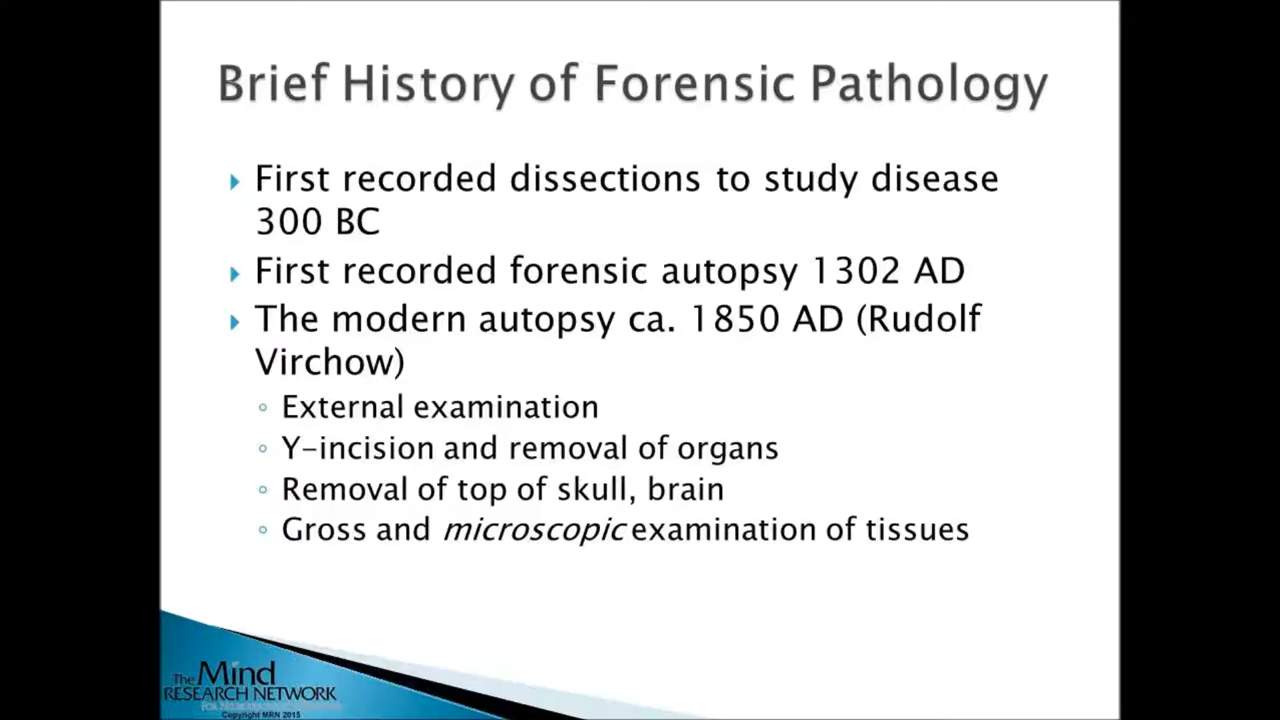 Brief History of Forensic Pathology
First recorded dissections to study disease
300 BC
First recorded forensic autopsy 1302 AD
The modern autopsy ca. 1850 AD (Rudolf
Virchow)
External examination
Y-incision and removal of organs
Removal of top of skull, brain
Gross and microscopic examination of tissues
The Mind
RESEARCH NETWORK
Copyright MRN 2015